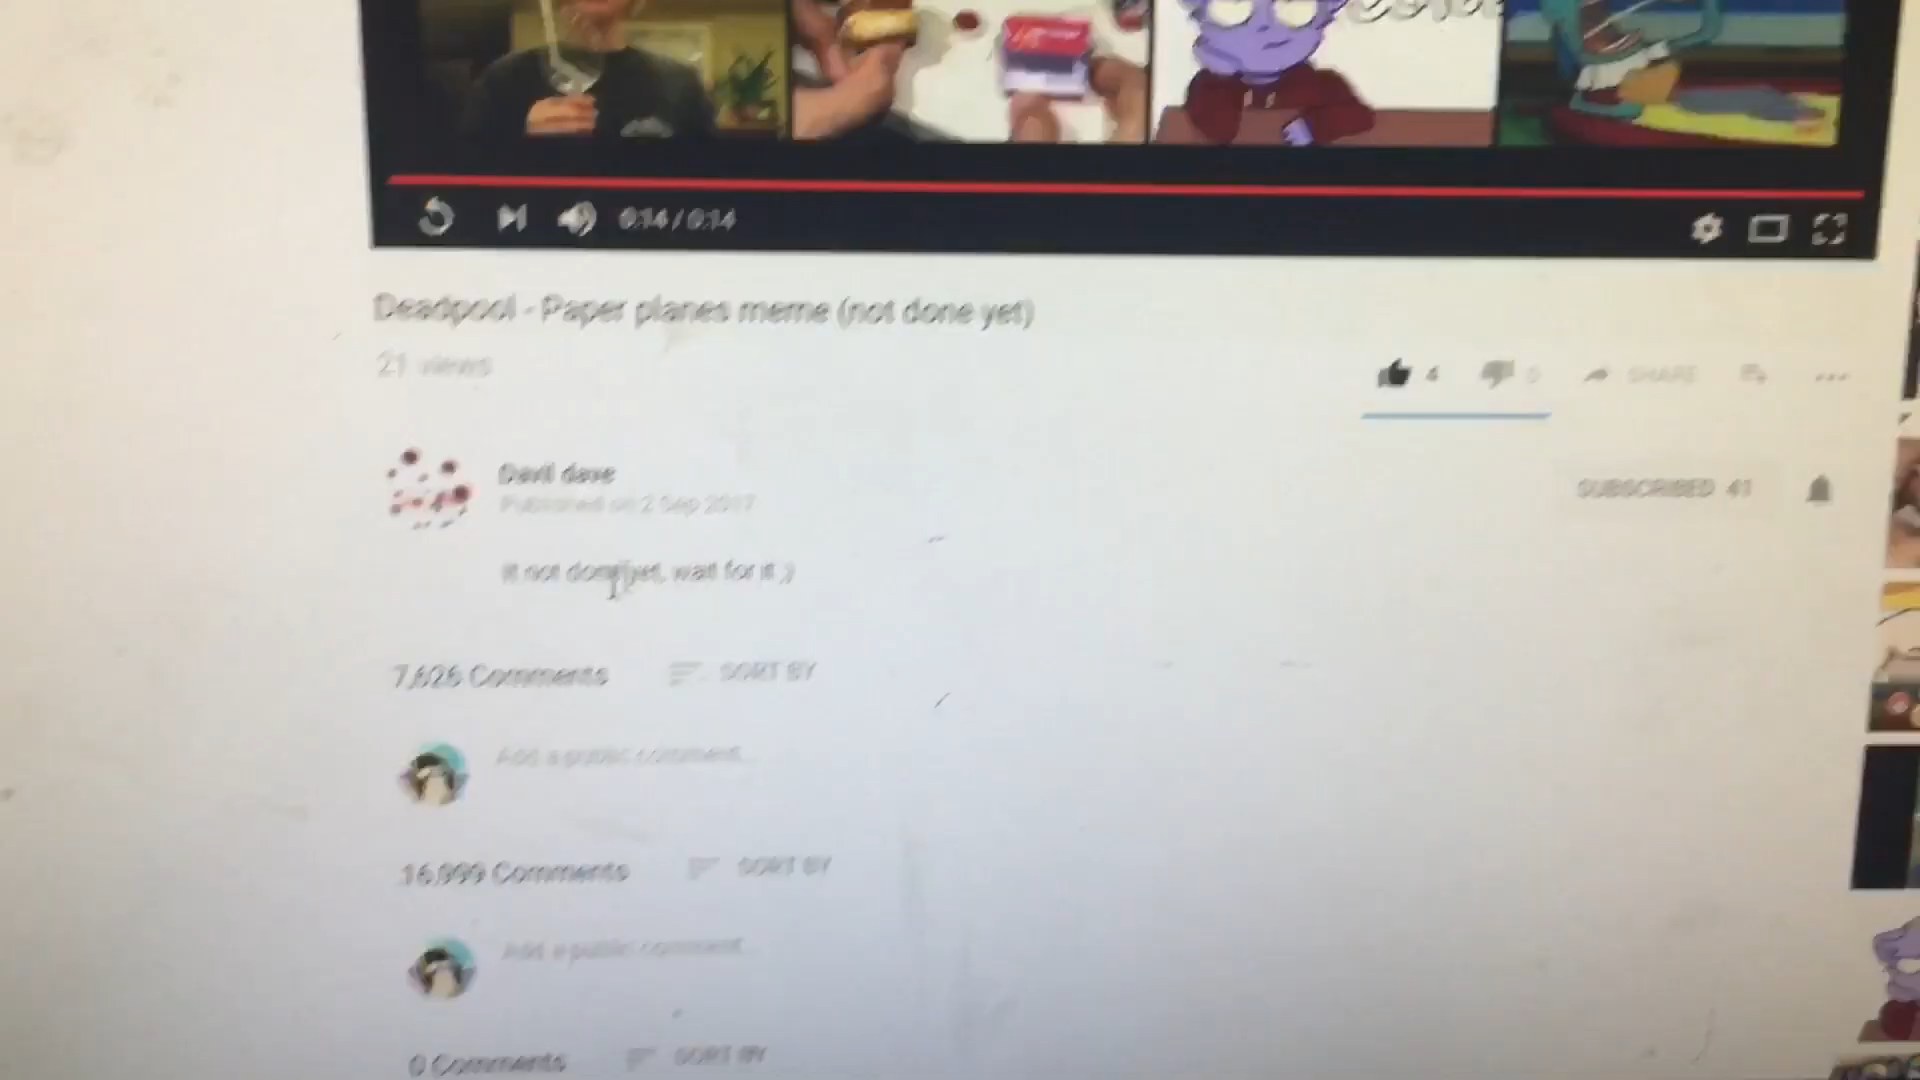 0:14 / 0:14
Deadpool - Paper planes meme (not done yet)
21 views
4
0
SHARE
Davil dave
Published on 2 Sep 2017
SUBSCRIBED 41
It not done yet, wait for it ;)
7,626 Comments
SORT BY
Add a public comment...
16,999 Comments
SORT BY
Add a public comment...
0 Comments
SORT BY